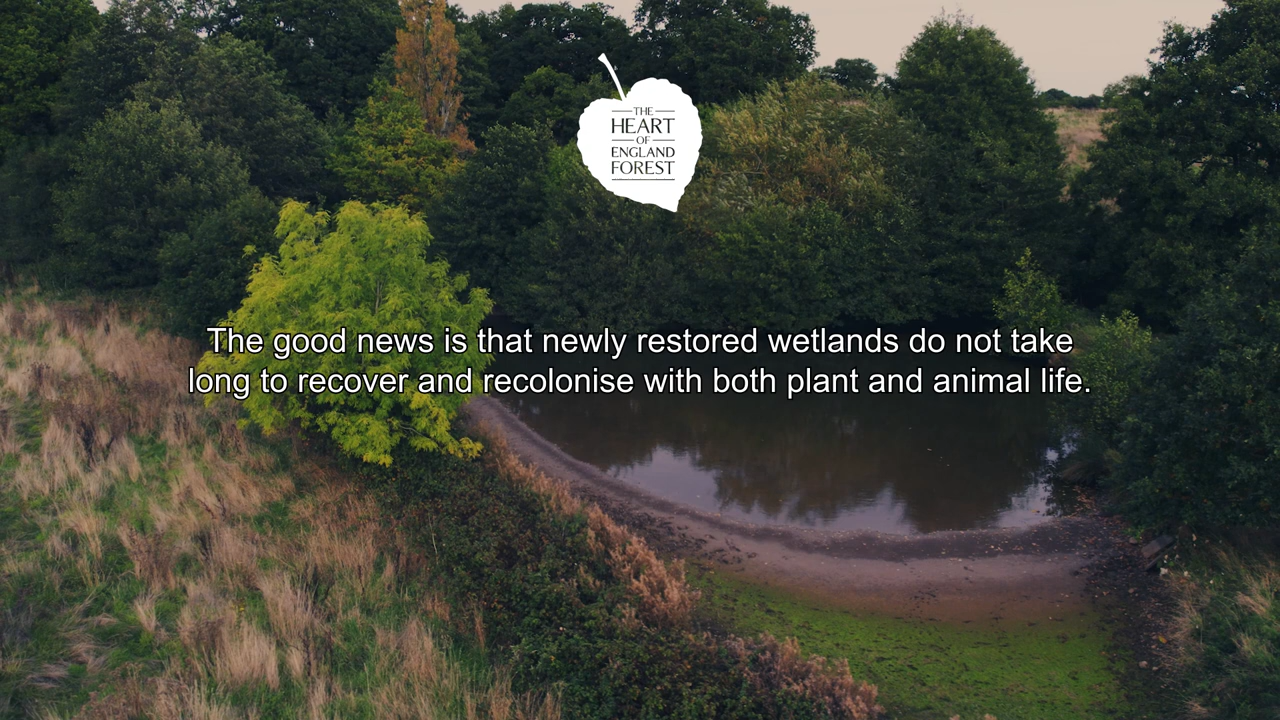 THE
HEART
OF
ENGLAND
FOREST
The good news is that newly restored wetlands do not take
long to recover and recolonise with both plant and animal life.